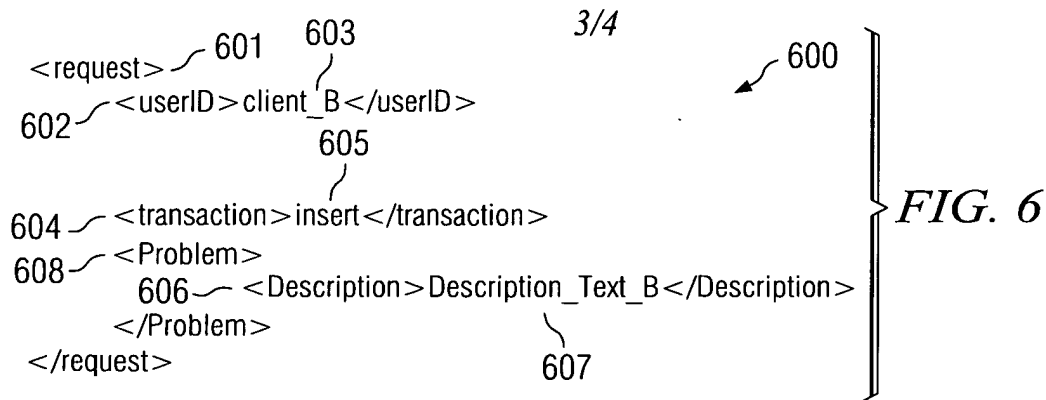 3/4
603
<request> 601
600
602 <userID>client_B</userID>
605
604 <transaction>insert</transaction>
FIG. 6
608 <Problem>
606 <Description>Description_Text_B</Description>
</Problem>
607
</request>